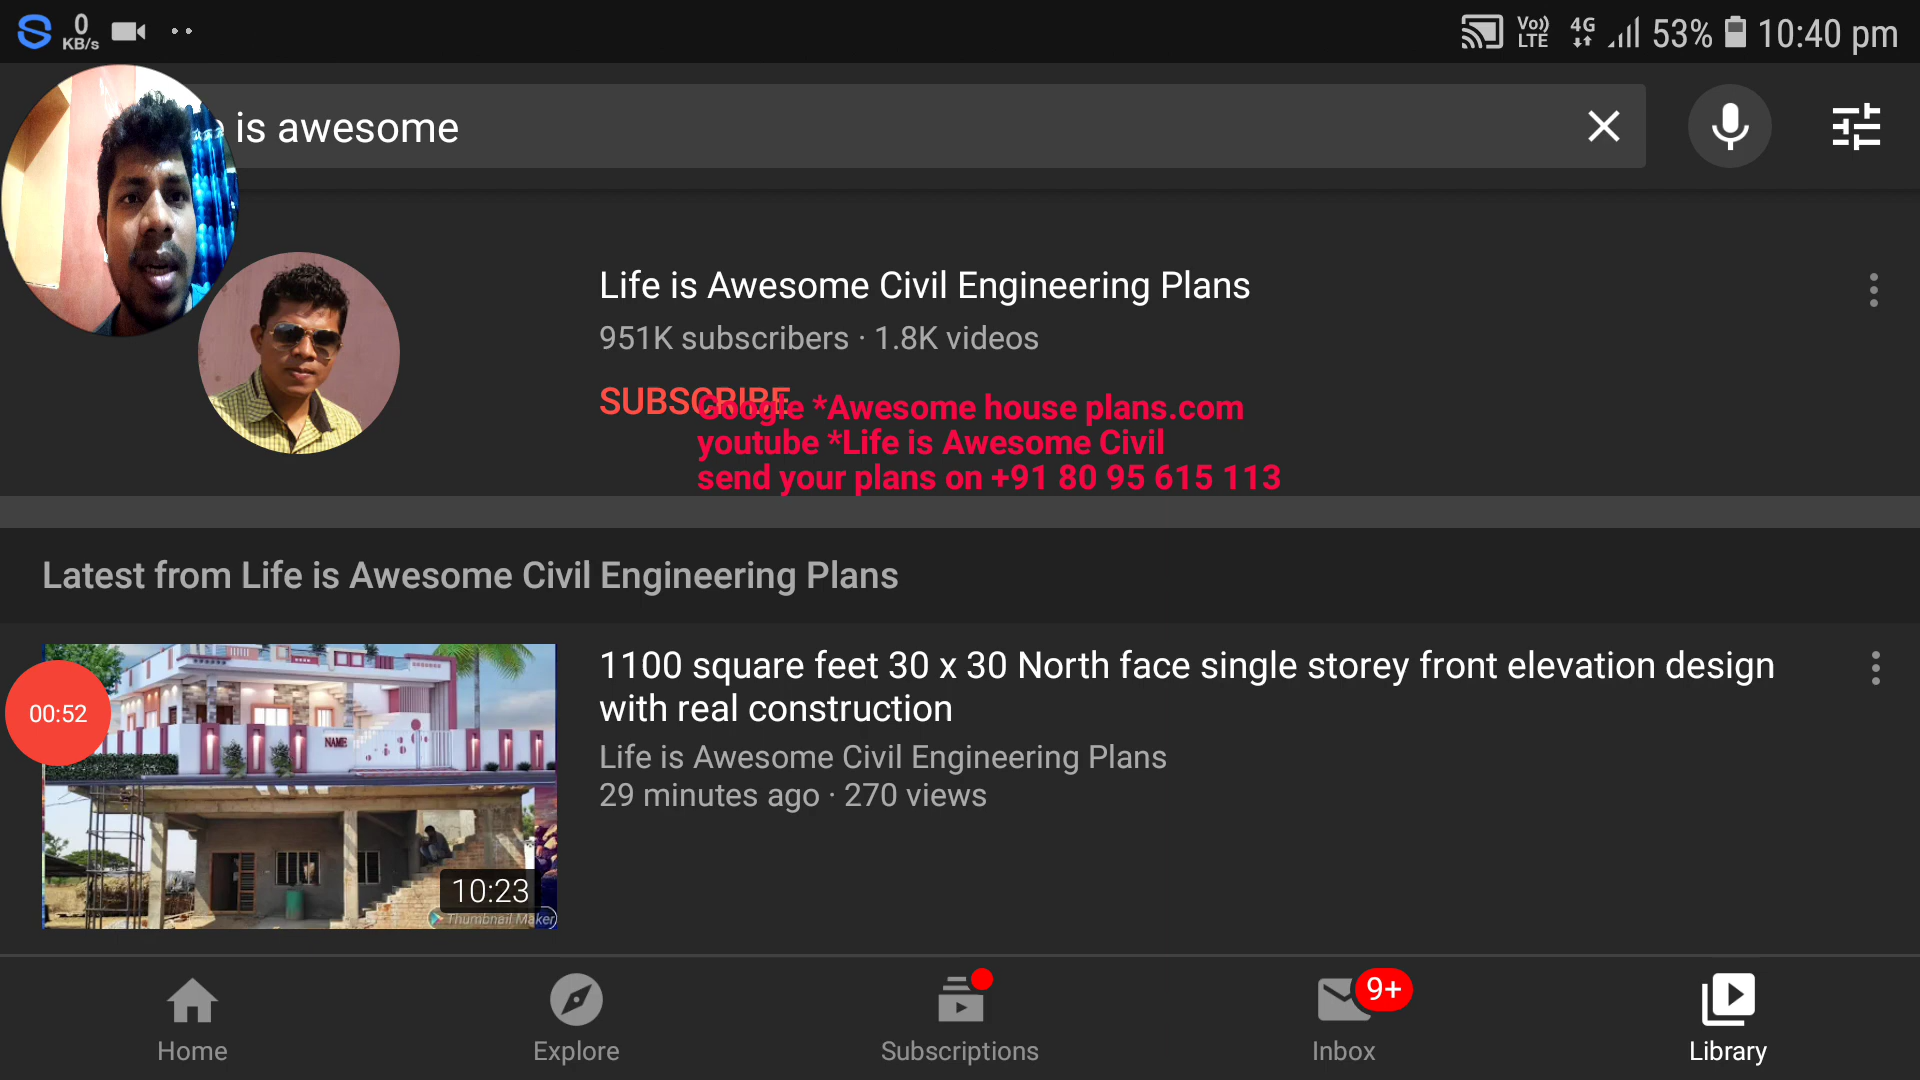 0
KB/s
Vo))
LTE
4G
53%
10:40 pm
is awesome
Life is Awesome Civil Engineering Plans
951K subscribers · 1.8K videos
SUBSCRIBE
Google *Awesome house plans.com
youtube *Life is Awesome Civil
send your plans on +91 80 95 615 113
Latest from Life is Awesome Civil Engineering Plans
1100 square feet 30 x 30 North face single storey front elevation design
with real construction
Life is Awesome Civil Engineering Plans
29 minutes ago · 270 views
00:52
NAME
10:23
Thumbnail Maker
9+
Home
Explore
Subscriptions
Inbox
Library